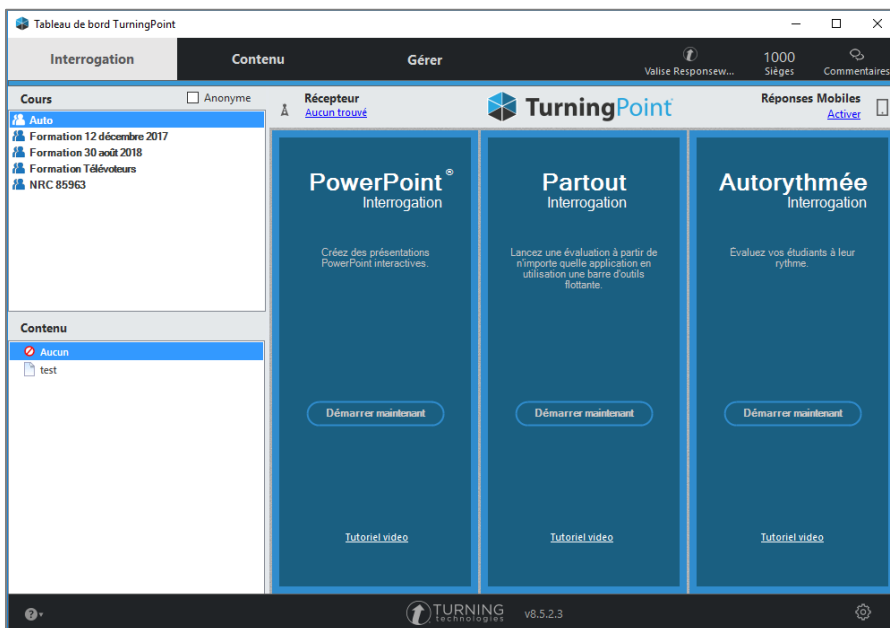 Tableau de bord TurningPoint
Interrogation
Contenu
Gérer
Valise Responsew...
1000
Sièges
Commentaires
Cours
Anonyme
Auto
Formation 12 décembre 2017
Formation 30 août 2018
Formation Télévoteurs
NRC 85963
Contenu
Aucun
test
Récepteur
Aucun trouvé
TurningPoint
Réponses Mobiles
Activer
PowerPoint®
Interrogation
Créez des présentations
PowerPoint interactives.
Démarrer maintenant
Tutoriel video
Partout
Interrogation
Lancez une évaluation à partir de
n'importe quelle application en
utilisation une barre d'outils
flottante.
Démarrer maintenant
Tutoriel video
Autorythmée
Interrogation
Évaluez vos étudiants à leur
rythme.
Démarrer maintenant
Tutoriel video
TURNING
technologies
v8.5.2.3